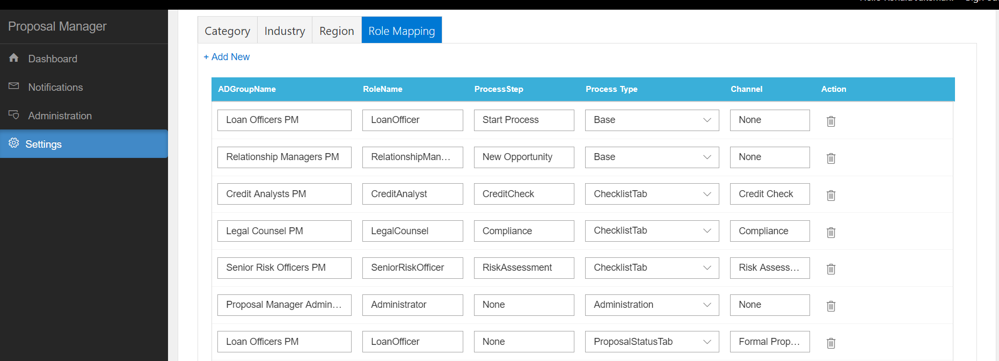 Proposal Manager
Dashboard
Notifications
Administration
Settings
Category Industry Region Role Mapping
+ Add New
ADGroupName RoleName ProcessStep Process Type Channel Action
Loan Officers PM LoanOfficer Start Process Base None
Relationship Managers PM RelationshipMan... New Opportunity Base None
Credit Analysts PM CreditAnalyst CreditCheck ChecklistTab Credit Check
Legal Counsel PM LegalCounsel Compliance ChecklistTab Compliance
Senior Risk Officers PM SeniorRiskOfficer RiskAssessment ChecklistTab Risk Assess...
Proposal Manager Admin... Administrator None Administration None
Loan Officers PM LoanOfficer None ProposalStatusTab Formal Prop...